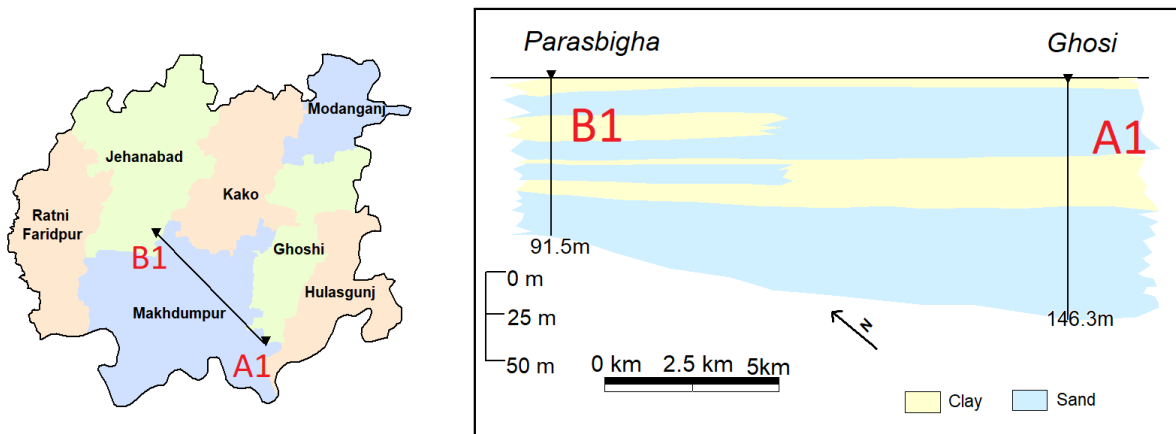 Modanganj
Jehanabad
Kako
Ratni
Faridpur
B1
Ghoshi
Hulasgunj
Makhdumpur
A1
Parasbigha
Ghosi
B1
A1
91.5m
146.3m
0 m
25 m
50 m
N
0 km
2.5 km
5km
Clay
Sand